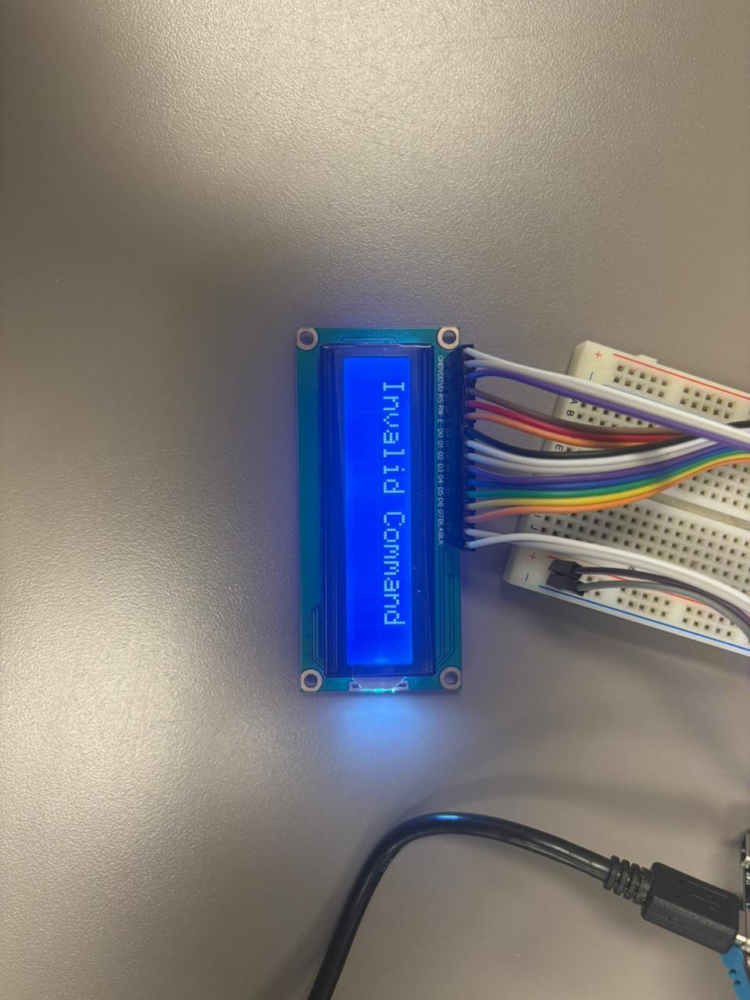 Invalid Command
GND VDD VO RS RW E D0 D1 D2 D3 D4 D5 D6 D7 BLA BLK
+
-
A
B
E
J
+
-